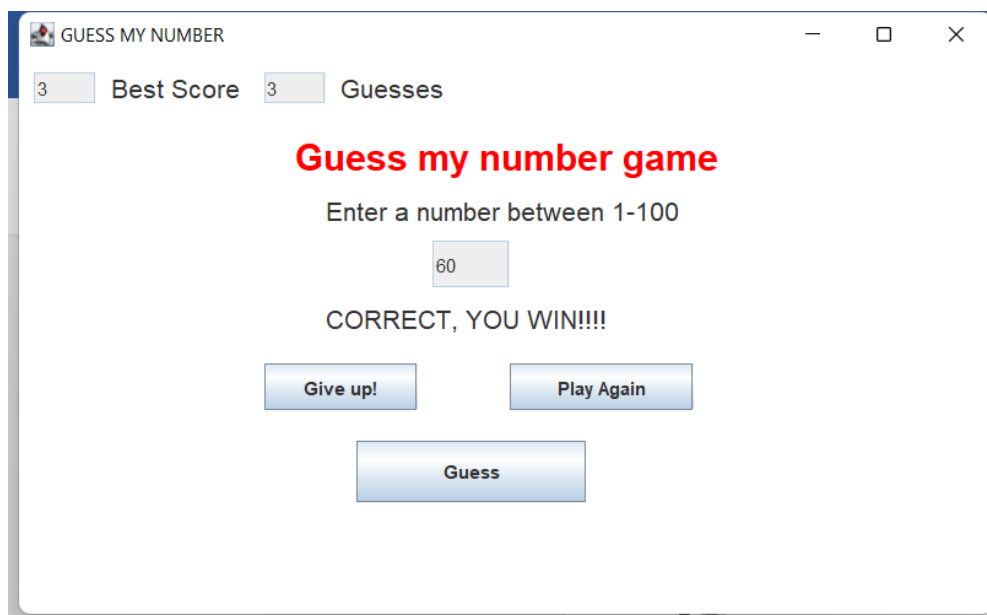 GUESS MY NUMBER
3 Best Score 3 Guesses
Guess my number game
Enter a number between 1-100
60
CORRECT, YOU WIN!!!!
Give up! Play Again
Guess